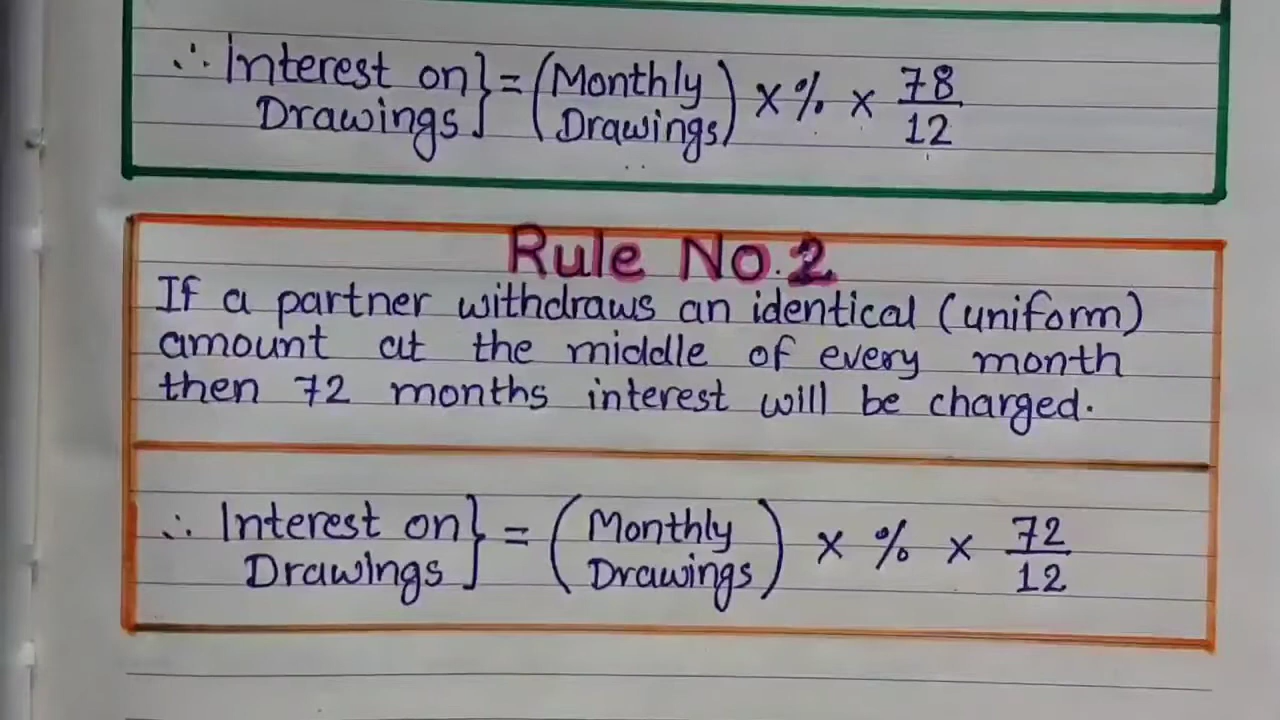 ∴ Interest on Drawings} = (Monthly Drawings) × % × 78/12
Rule No. 2
If a partner withdraws an identical (uniform)
amount at the middle of every month
then 72 months interest will be charged.
∴ Interest on Drawings} = (Monthly Drawings) × % × 72/12